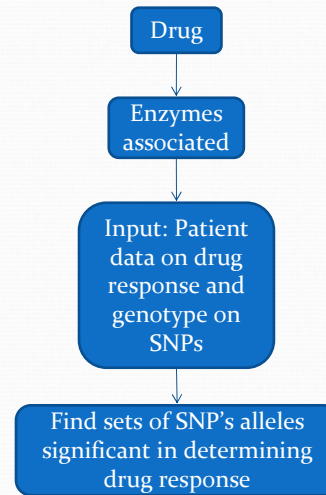 Drug
Enzymes
associated
Input: Patient
data on drug
response and
genotype on
SNPs
Find sets of SNP's alleles
significant in determining
drug response